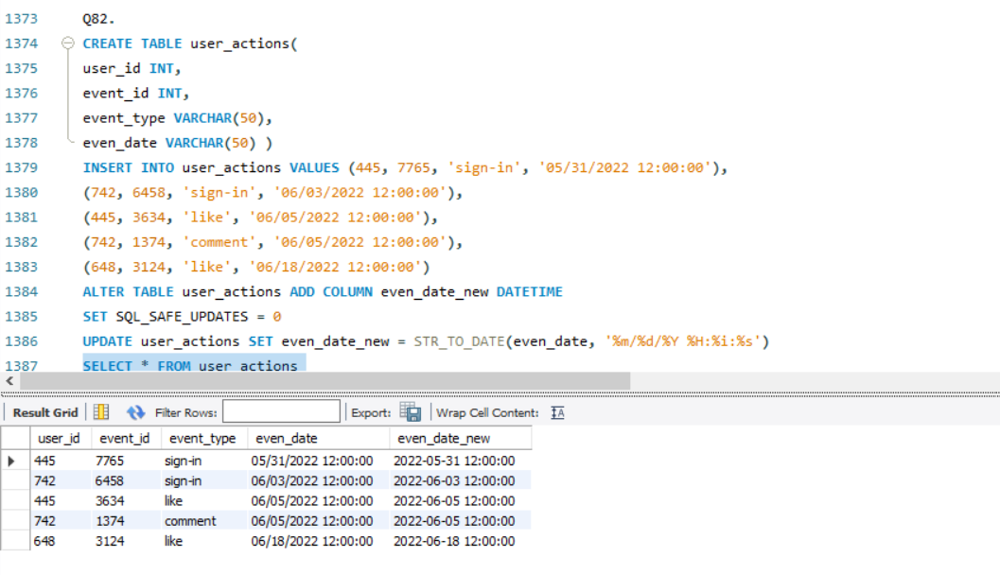 1373 Q82.
1374 CREATE TABLE user_actions(
1375 user_id INT,
1376 event_id INT,
1377 event_type VARCHAR(50),
1378 even_date VARCHAR(50) )
1379 INSERT INTO user_actions VALUES (445, 7765, 'sign-in', '05/31/2022 12:00:00'),
1380 (742, 6458, 'sign-in', '06/03/2022 12:00:00'),
1381 (445, 3634, 'like', '06/05/2022 12:00:00'),
1382 (742, 1374, 'comment', '06/05/2022 12:00:00'),
1383 (648, 3124, 'like', '06/18/2022 12:00:00')
1384 ALTER TABLE user_actions ADD COLUMN even_date_new DATETIME
1385 SET SQL_SAFE_UPDATES = 0
1386 UPDATE user_actions SET even_date_new = STR_TO_DATE(even_date, '%m/%d/%Y %H:%i:%s')
1387 SELECT * FROM user_actions
Result Grid Filter Rows: Export: Wrap Cell Content:
user_id event_id event_type even_date even_date_new
445 7765 sign-in 05/31/2022 12:00:00 2022-05-31 12:00:00
742 6458 sign-in 06/03/2022 12:00:00 2022-06-03 12:00:00
445 3634 like 06/05/2022 12:00:00 2022-06-05 12:00:00
742 1374 comment 06/05/2022 12:00:00 2022-06-05 12:00:00
648 3124 like 06/18/2022 12:00:00 2022-06-18 12:00:00